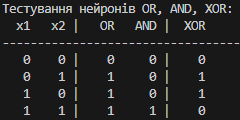 Тестування нейронів OR, AND, XOR:
x1 x2 | OR AND | XOR
----------------------------------
0 0 | 0 0 | 0
0 1 | 1 0 | 1
1 0 | 1 0 | 1
1 1 | 1 1 | 0